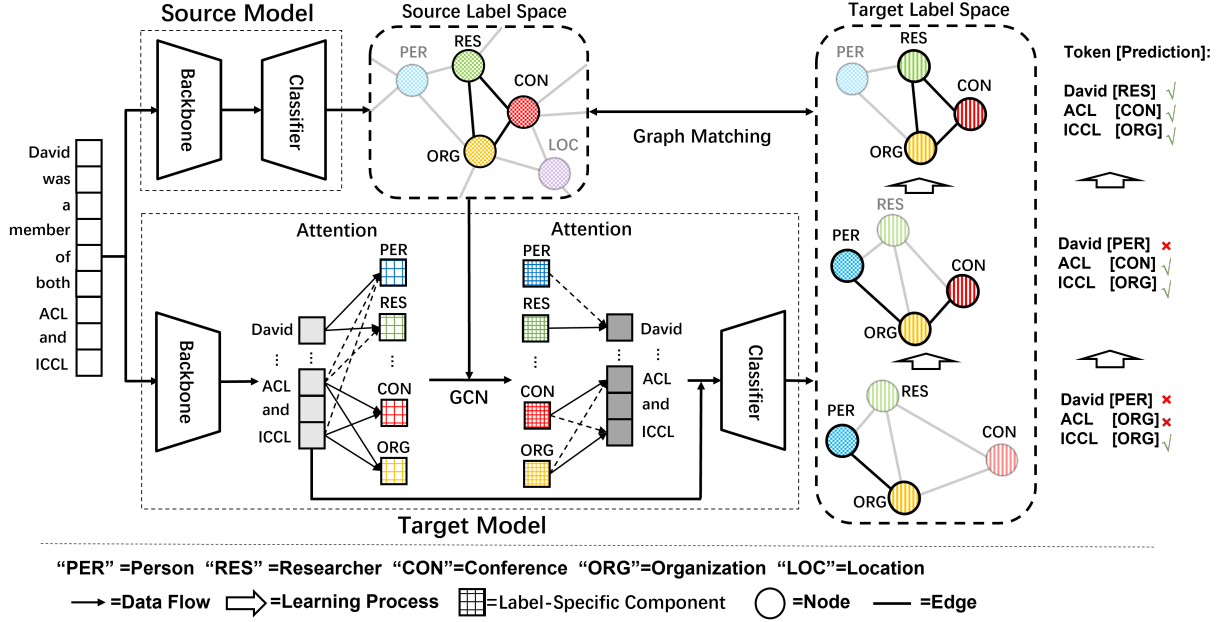 Source Model
Backbone
Classifier
Source Label Space
PER
RES
CON
ORG
LOC
Graph Matching
Target Label Space
PER
RES
CON
ORG
Token [Prediction]:
David [RES] √
ACL [CON] √
ICCL [ORG] √
David
was
a
member
of
both
ACL
and
ICCL
Attention
Attention
Backbone
David
...
ACL
and
ICCL
PER
RES
...
CON
ORG
GCN
PER
RES
...
CON
ORG
David
...
ACL
and
ICCL
Classifier
Target Model
RES
PER
CON
ORG
David [PER] ×
ACL [CON] √
ICCL [ORG] √
RES
PER
CON
ORG
David [PER] ×
ACL [ORG] ×
ICCL [ORG] √
“PER” =Person “RES” =Researcher “CON”=Conference “ORG”=Organization “LOC”=Location
=Data Flow =Learning Process =Label-Specific Component =Node =Edge